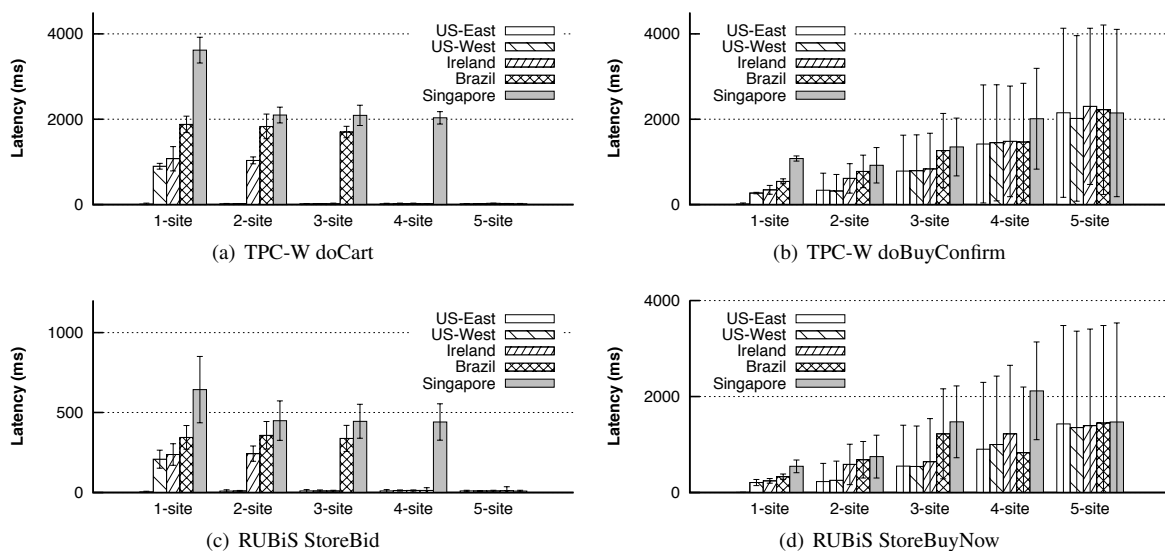 Latency (ms)
4000
2000
0
US-East
US-West
Ireland
Brazil
Singapore
1-site 2-site 3-site 4-site 5-site
(a) TPC-W doCart
Latency (ms)
4000
2000
0
US-East
US-West
Ireland
Brazil
Singapore
1-site 2-site 3-site 4-site 5-site
(b) TPC-W doBuyConfirm
Latency (ms)
1000
500
0
US-East
US-West
Ireland
Brazil
Singapore
1-site 2-site 3-site 4-site 5-site
(c) RUBiS StoreBid
Latency (ms)
4000
2000
0
US-East
US-West
Ireland
Brazil
Singapore
1-site 2-site 3-site 4-site 5-site
(d) RUBiS StoreBuyNow